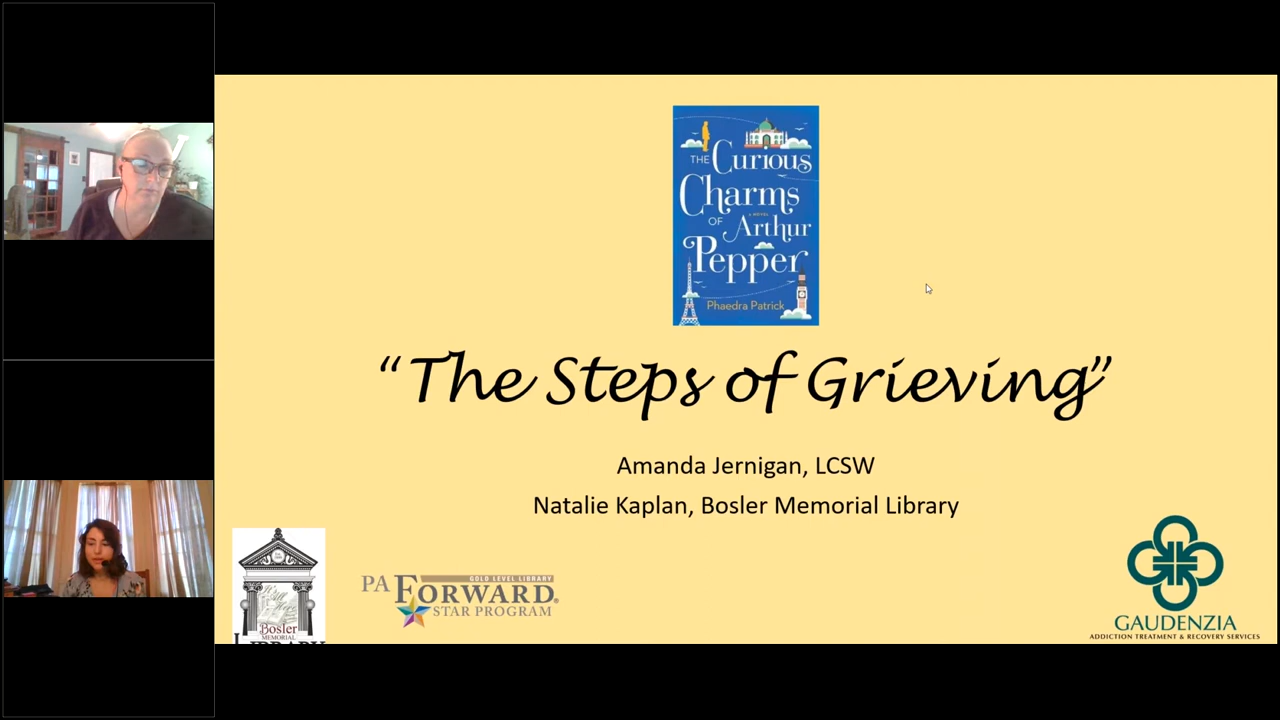 THE Curious
Charms
OF
A NOVEL
Arthur
Pepper
Phaedra Patrick
“The Steps of Grieving”
Amanda Jernigan, LCSW
Natalie Kaplan, Bosler Memorial Library
Bosler
MEMORIAL
LIBRARY
GOLD LEVEL LIBRARY
PA FORWARD®
STAR PROGRAM
GAUDENZIA
ADDICTION TREATMENT & RECOVERY SERVICES